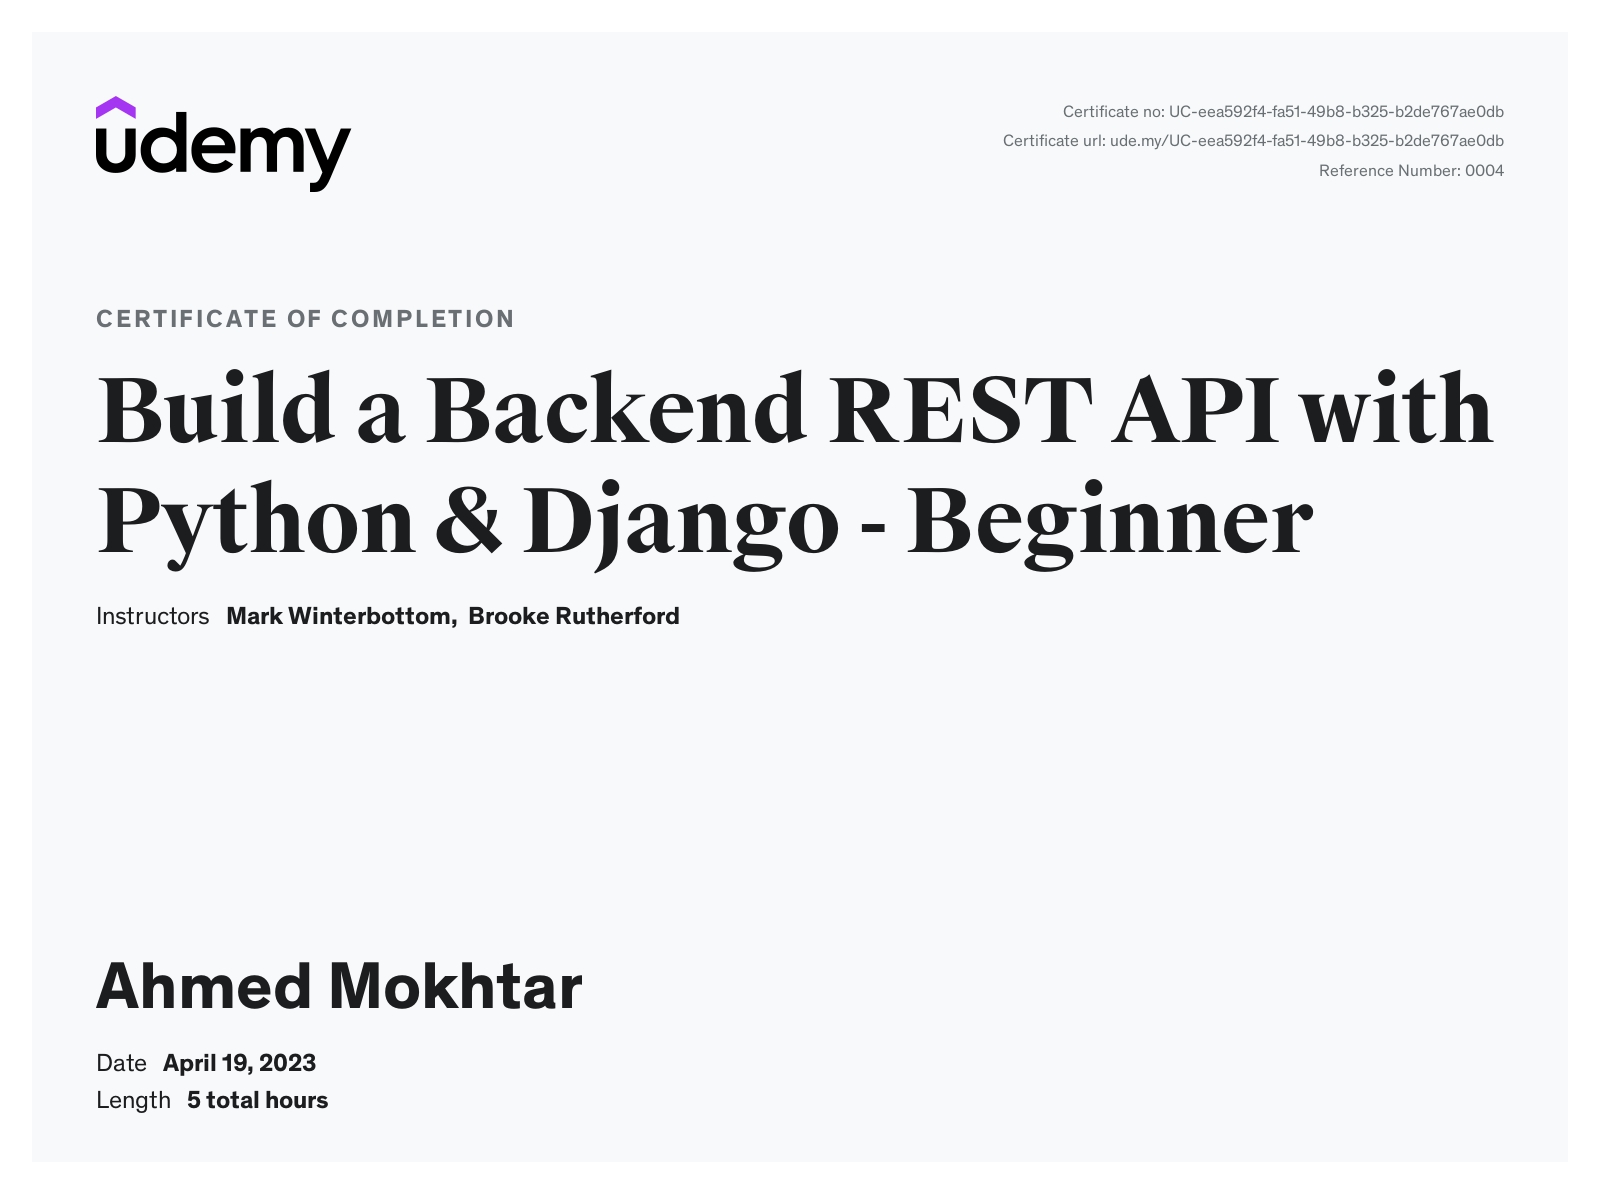 udemy
Certificate no: UC-eea592f4-fa51-49b8-b325-b2de767ae0db
Certificate url: ude.my/UC-eea592f4-fa51-49b8-b325-b2de767ae0db
Reference Number: 0004
CERTIFICATE OF COMPLETION
Build a Backend REST API with
Python & Django - Beginner
Instructors Mark Winterbottom, Brooke Rutherford
Ahmed Mokhtar
Date April 19, 2023
Length 5 total hours